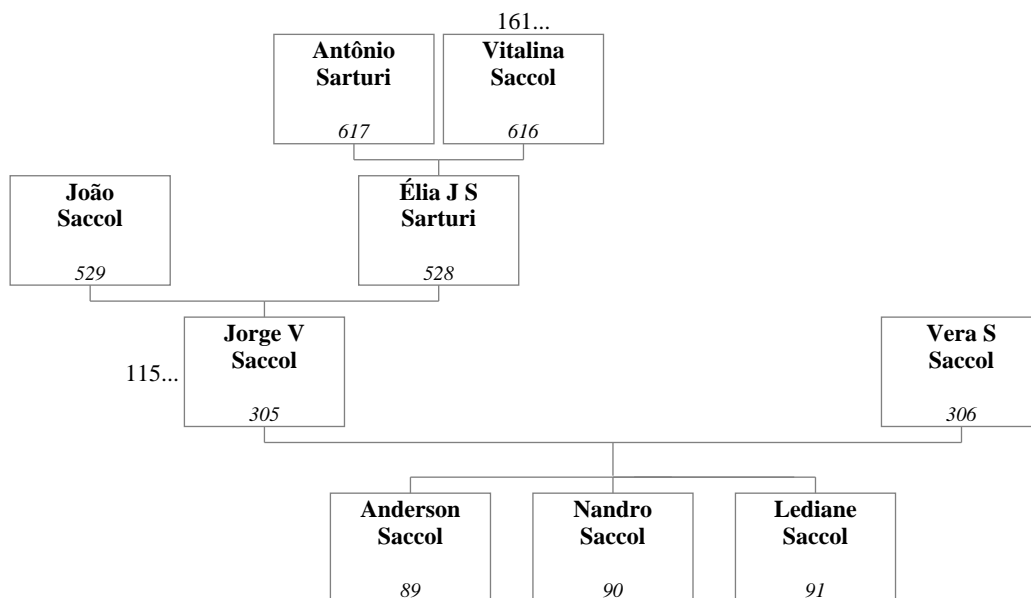 161...
Antônio
Sarturi
617
Vitalina
Saccol
616
João
Saccol
529
Élia J S
Sarturi
528
115...
Jorge V
Saccol
305
Vera S
Saccol
306
Anderson
Saccol
89
Nandro
Saccol
90
Lediane
Saccol
91